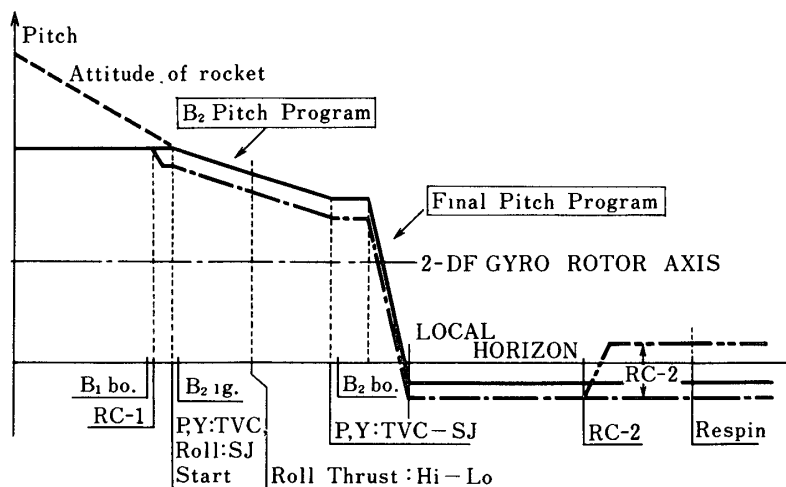 Pitch
Attitude of rocket
B₂ Pitch Program
Final Pitch Program
2-DF GYRO ROTOR AXIS
LOCAL
HORIZON
RC-2
B₁ bo.
B₂ ıg.
B₂ bo.
RC-1
P,Y:TVC,
P,Y:TVC-SJ
RC-2
Respin
Roll:SJ
Start
Roll Thrust:Hi-Lo